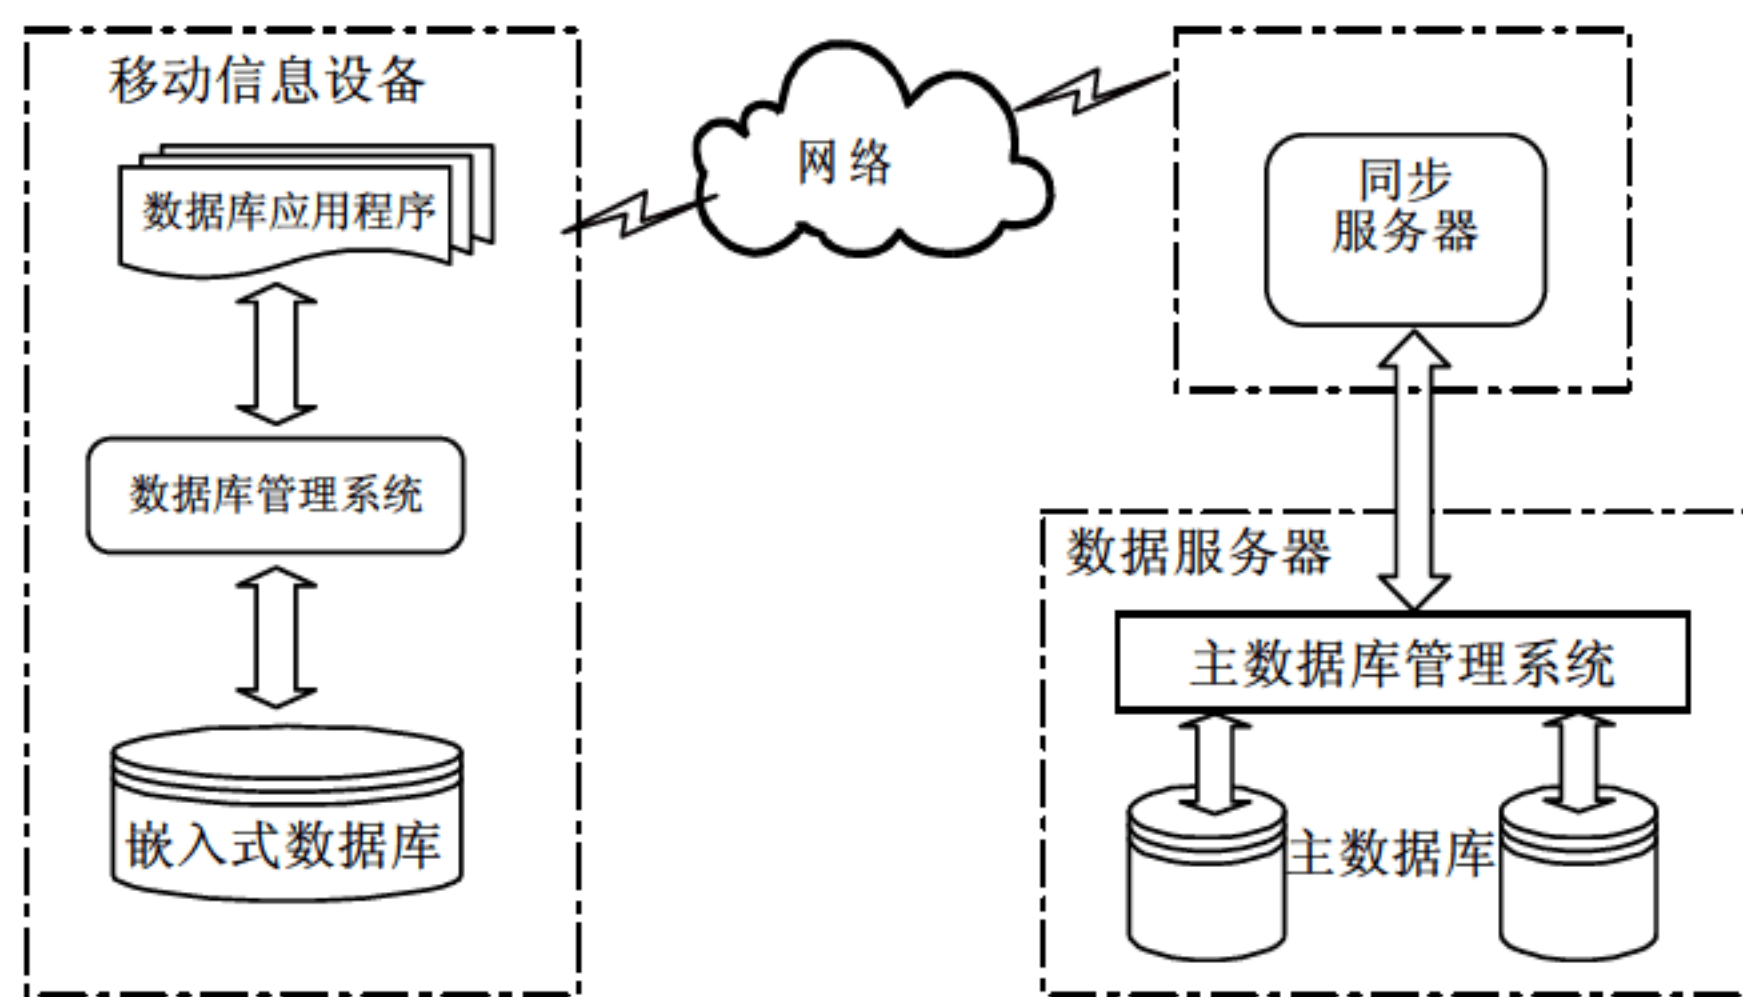 移动信息设备
数据库应用程序
数据库管理系统
嵌入式数据库
网络
同步
服务器
数据服务器
主数据库管理系统
主数据库